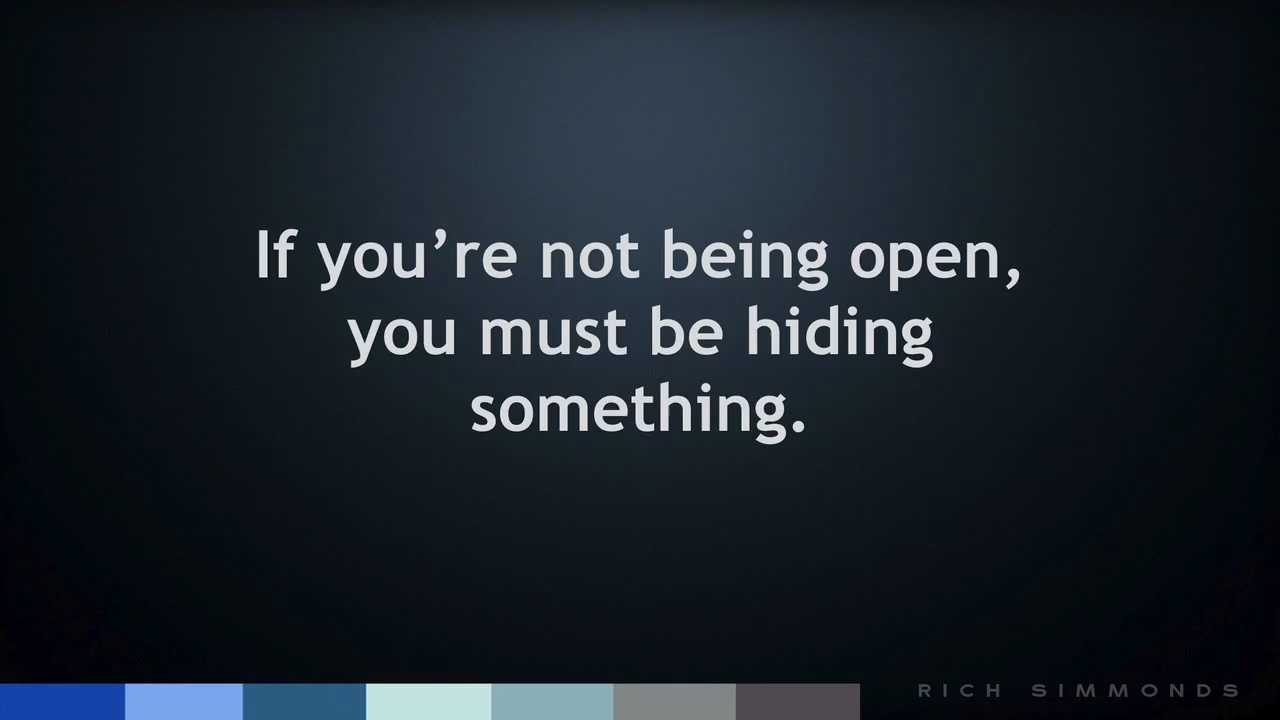 If you’re not being open,
you must be hiding
something.
RICH SIMMONDS